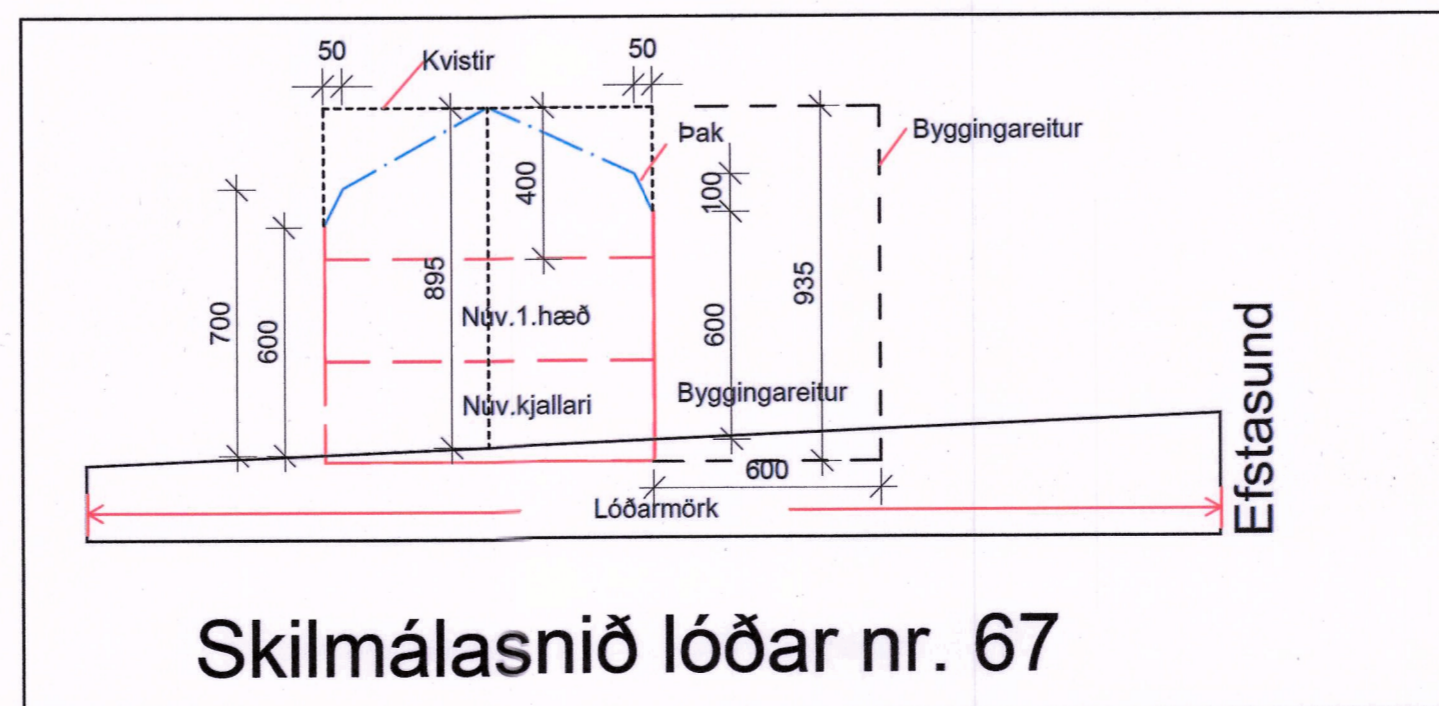 50
Kvistir
50
Þak
Byggingareitur
400
100
895
935
700
600
600
Núv.1.hæð
Byggingareitur
Núv.kjallari
600
Lóðarmörk
Efstasund
Skilmálasnið lóðar nr. 67